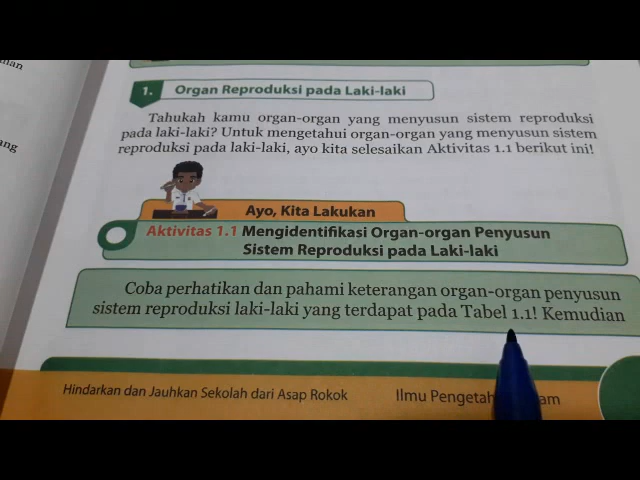 1. Organ Reproduksi pada Laki-laki
Tahukah kamu organ-organ yang menyusun sistem reproduksi
pada laki-laki? Untuk mengetahui organ-organ yang menyusun sistem
reproduksi pada laki-laki, ayo kita selesaikan Aktivitas 1.1 berikut ini!
Ayo, Kita Lakukan
Aktivitas 1.1 Mengidentifikasi Organ-organ Penyusun
Sistem Reproduksi pada Laki-laki
Coba perhatikan dan pahami keterangan organ-organ penyusun
sistem reproduksi laki-laki yang terdapat pada Tabel 1.1! Kemudian
Hindarkan dan Jauhkan Sekolah dari Asap Rokok
Ilmu